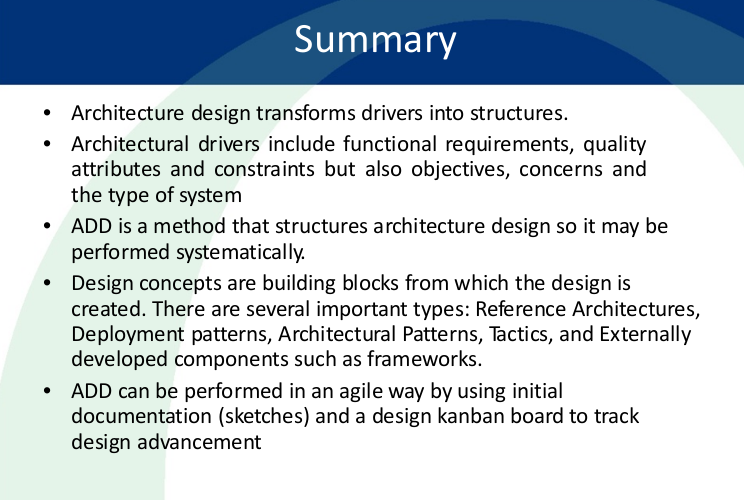 Summary
• Architecture design transforms drivers into structures.
• Architectural drivers include functional requirements, quality
attributes and constraints but also objectives, concerns and
the type of system
• ADD is a method that structures architecture design so it may be
performed systematically.
• Design concepts are building blocks from which the design is
created. There are several important types: Reference Architectures,
Deployment patterns, Architectural Patterns, Tactics, and Externally
developed components such as frameworks.
• ADD can be performed in an agile way by using initial
documentation (sketches) and a design kanban board to track
design advancement